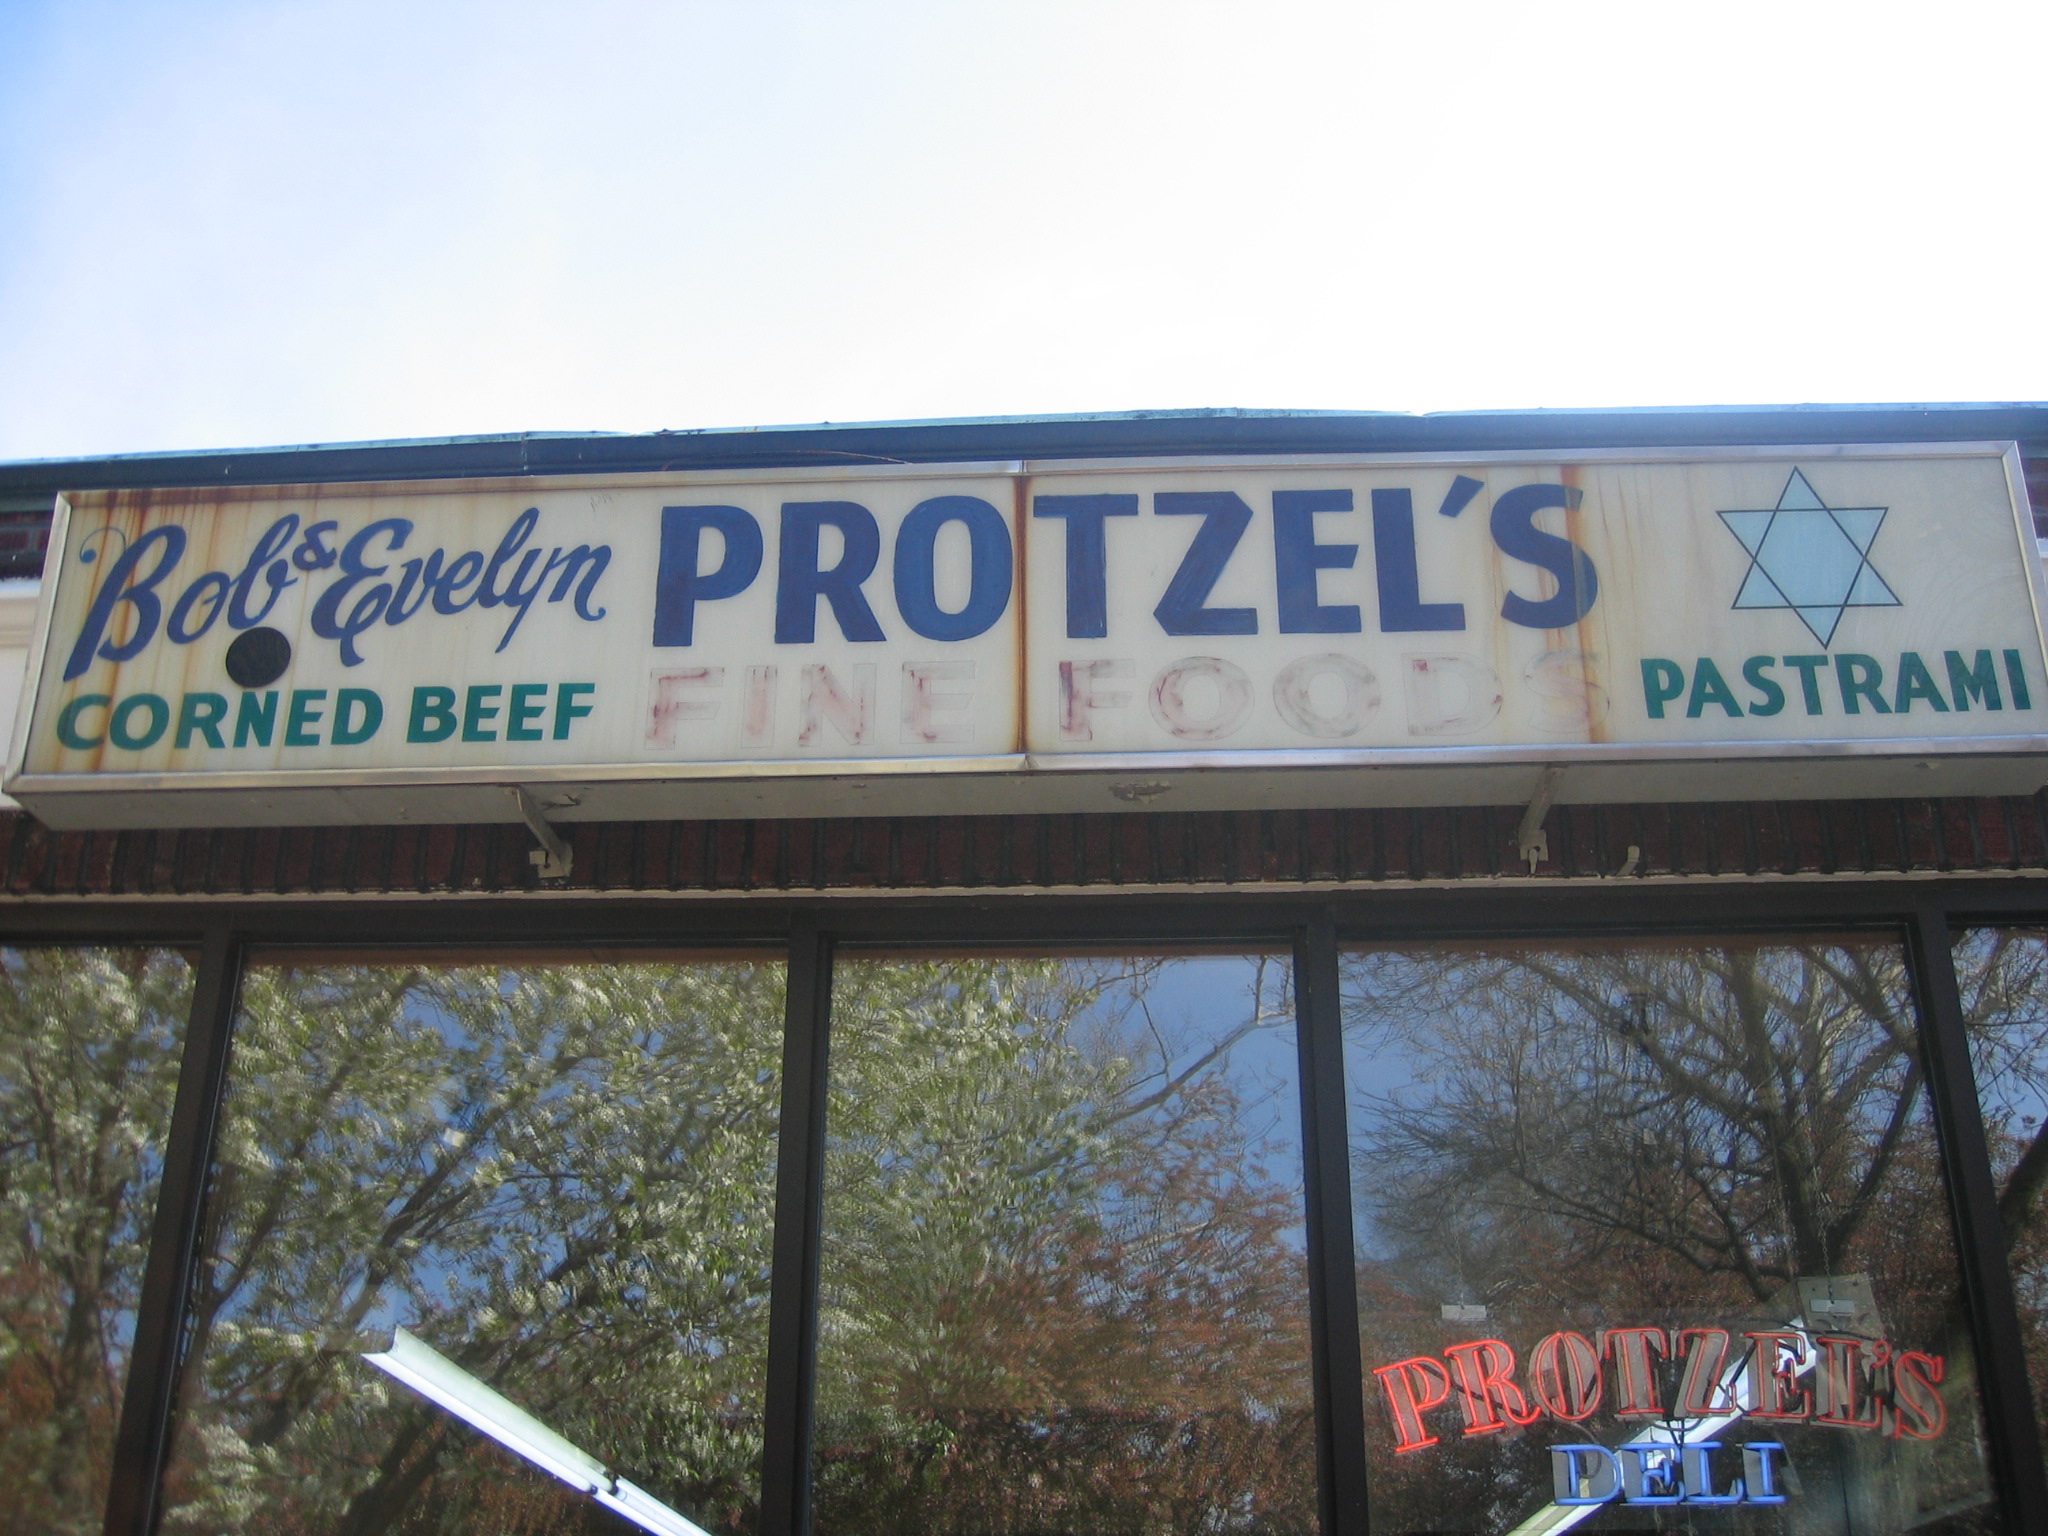 Bob & Evelyn PROTZEL'S
CORNED BEEF FINE FOODS PASTRAMI
PROTZEL'S
DELI